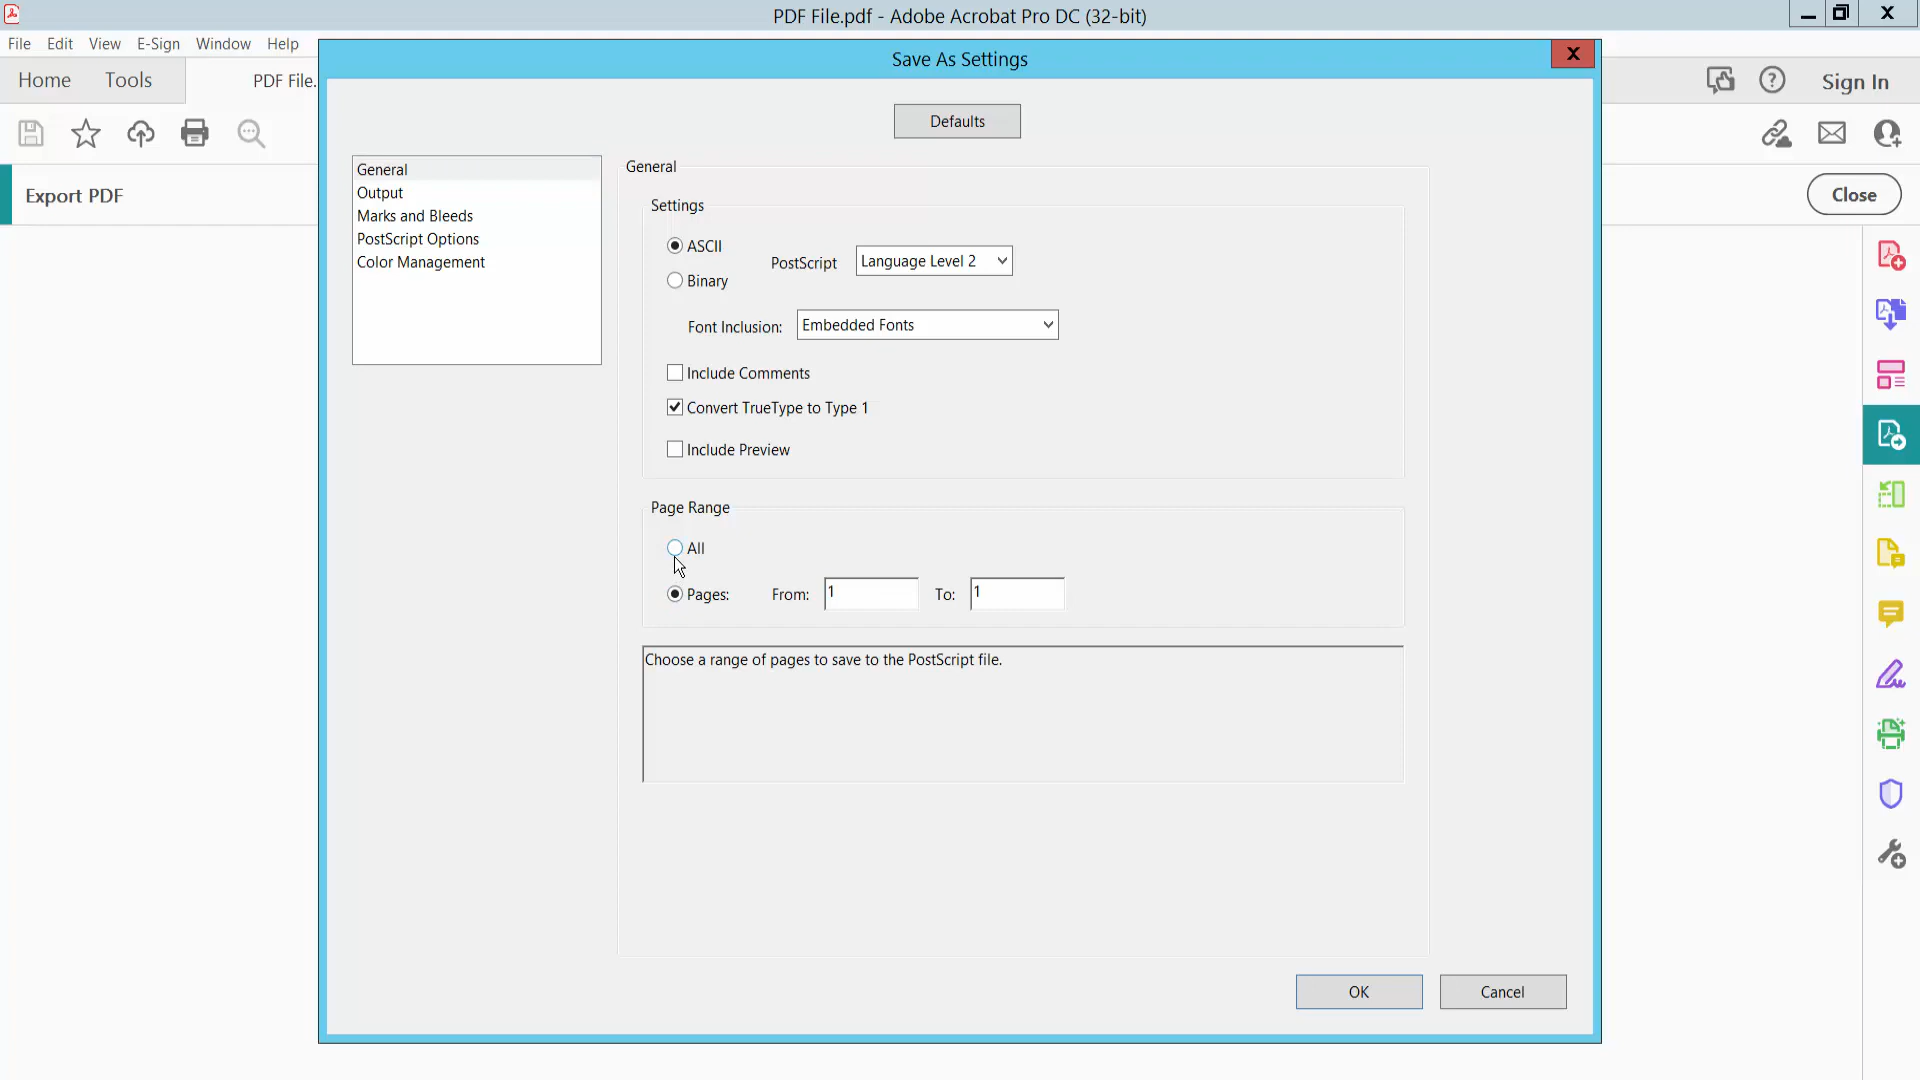 PDF File.pdf - Adobe Acrobat Pro DC (32-bit)
File Edit View E-Sign Window Help
Home Tools PDF File.
Sign In
Export PDF
Close
Save As Settings
X
Defaults
General
Output
Marks and Bleeds
PostScript Options
Color Management
General
Settings
ASCII
Binary
PostScript Language Level 2
Font Inclusion: Embedded Fonts
Include Comments
Convert TrueType to Type 1
Include Preview
Page Range
All
Pages: From: 1 To: 1
Choose a range of pages to save to the PostScript file.
OK Cancel